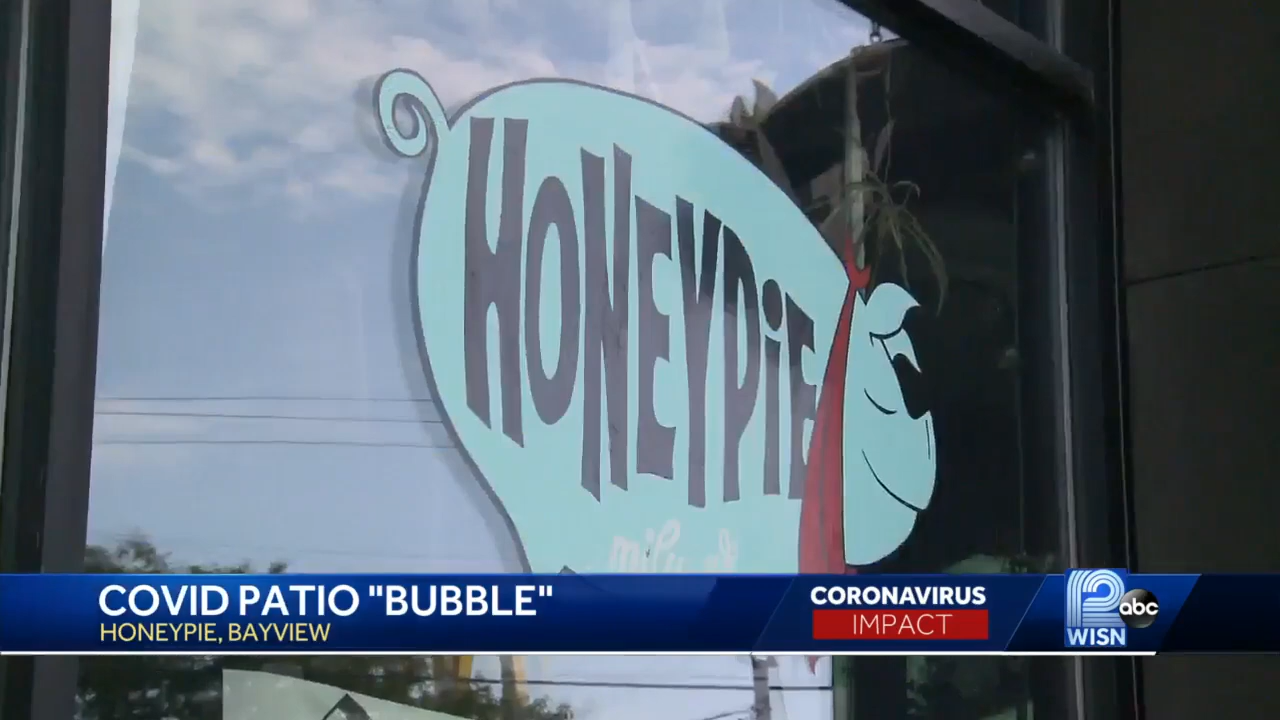 HONEYPiE
COVID PATIO "BUBBLE"
HONEYPIE, BAYVIEW
CORONAVIRUS
IMPACT
12
abc
WISN